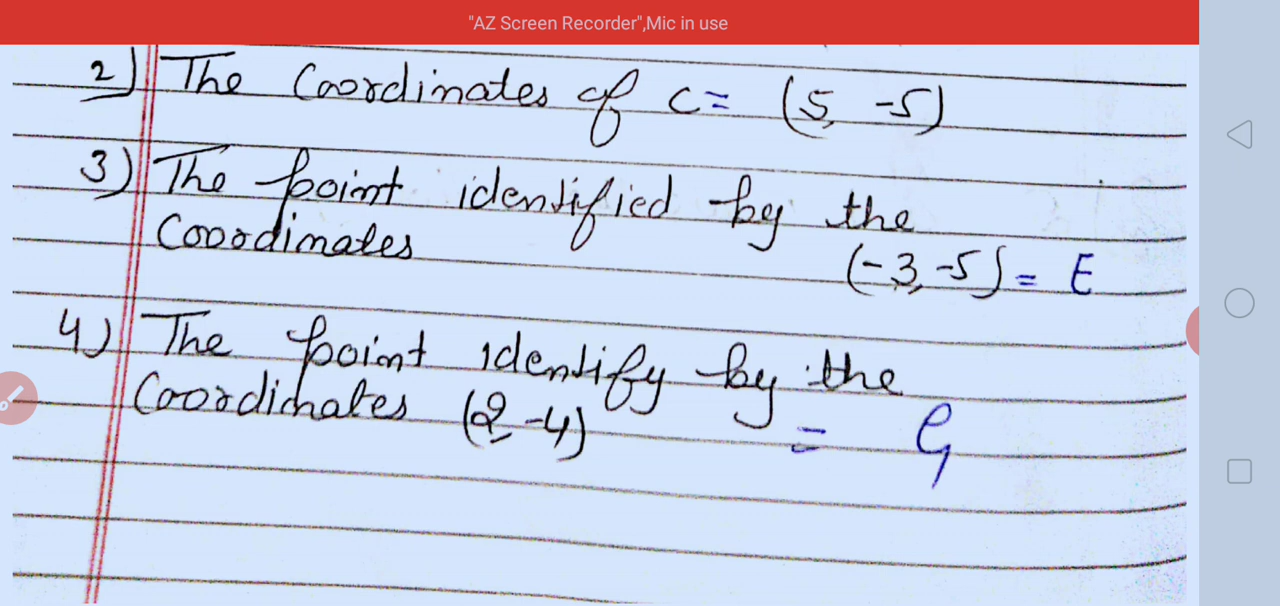 "AZ Screen Recorder",Mic in use
2) The Coordinates of C = (5, -5)
3) The point identified by the
Coordinates
(-3, -5) = E
4) The point identify by the
Coordinates (2, -4) = G